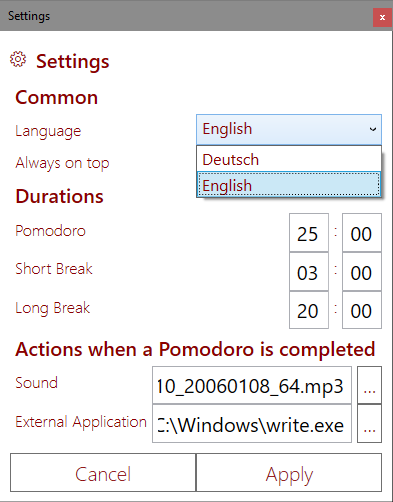 Settings x
Settings
Common
Language English
Deutsch
Always on top
English
Durations
Pomodoro 25 : 00
Short Break 03 : 00
Long Break 20 : 00
Actions when a Pomodoro is completed
Sound 10_20060108_64.mp3 ...
External Application C:\Windows\write.exe ...
Cancel Apply